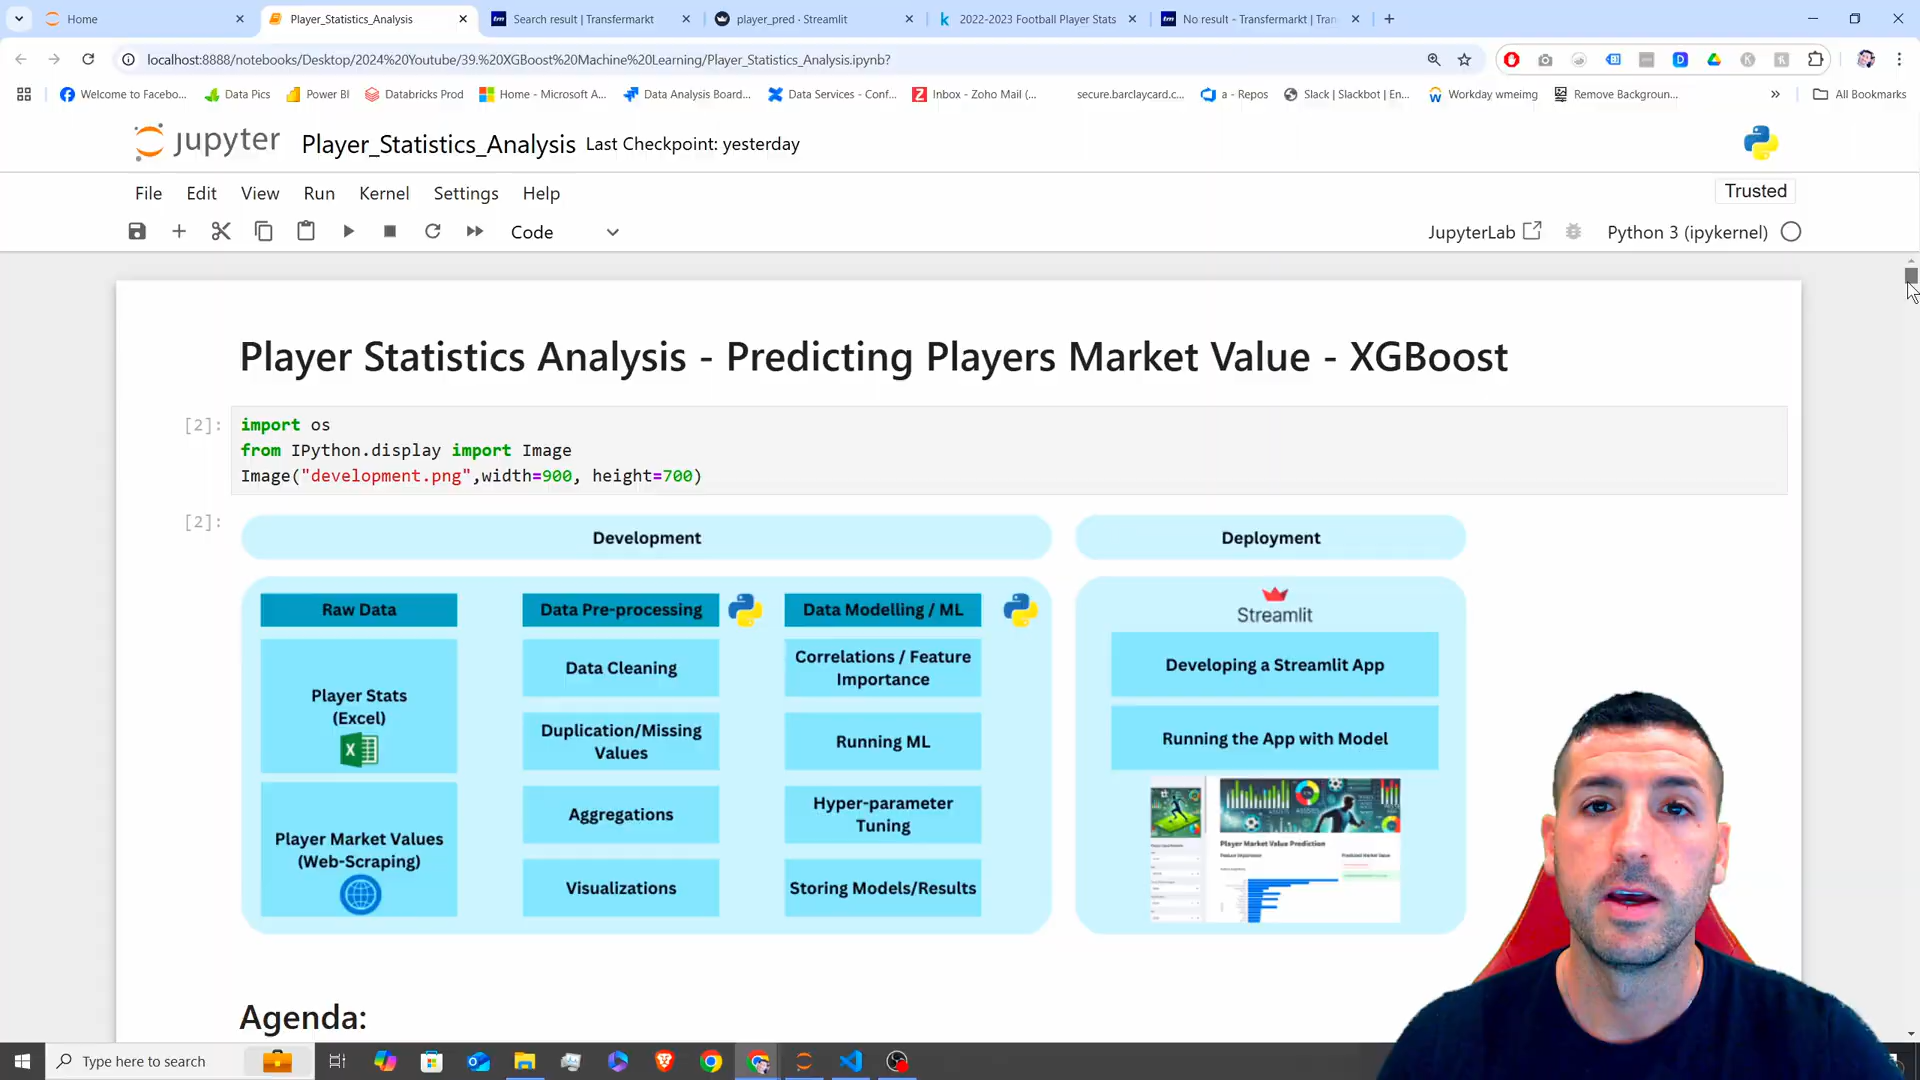 Home
Player_Statistics_Analysis
Search result | Transfermarkt
player_pred · Streamlit
2022-2023 Football Player Stats
No result - Transfermarkt | Tran
localhost:8888/notebooks/Desktop/2024%20Youtube/39.%20XGBoost%20Machine%20Learning/Player_Statistics_Analysis.ipynb?
Welcome to Facebo...
Data Pics
Power BI
Databricks Prod
Home - Microsoft A...
Data Analysis Board...
Data Services - Conf...
Inbox - Zoho Mail (...
secure.barclaycard.c...
a - Repos
Slack | Slackbot | En...
Workday wmeimg
Remove Backgroun...
All Bookmarks
jupyter
Player_Statistics_Analysis
Last Checkpoint: yesterday
File
Edit
View
Run
Kernel
Settings
Help
Trusted
Code
JupyterLab
Python 3 (ipykernel)
Player Statistics Analysis - Predicting Players Market Value - XGBoost
[2]:
import os
from IPython.display import Image
Image("development.png",width=900, height=700)
[2]:
Development
Deployment
Raw Data
Data Pre-processing
Data Modelling / ML
Streamlit
Player Stats
(Excel)
Player Market Values
(Web-Scraping)
Data Cleaning
Duplication/Missing
Values
Aggregations
Visualizations
Correlations / Feature
Importance
Running ML
Hyper-parameter
Tuning
Storing Models/Results
Developing a Streamlit App
Running the App with Model
Player Market Value Prediction
Agenda:
Type here to search